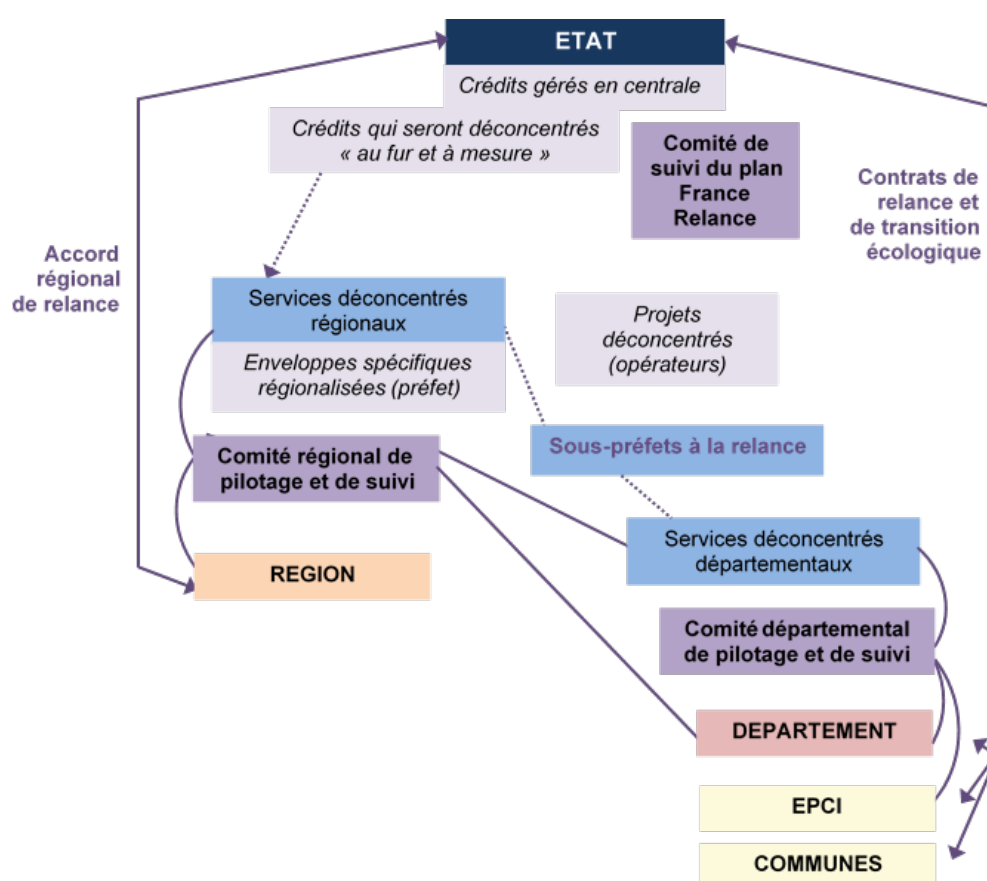 ETAT
Crédits gérés en centrale
Crédits qui seront déconcentrés
« au fur et à mesure »
Comité de
suivi du plan
France
Relance
Contrats de
relance et
de transition
écologique
Accord
régional
de relance
Services déconcentrés
régionaux
Enveloppes spécifiques
régionalisées (préfet)
Projets
déconcentrés
(opérateurs)
Comité régional de
pilotage et de suivi
Sous-préfets à la relance
Services déconcentrés
départementaux
REGION
Comité départemental
de pilotage et de suivi
DEPARTEMENT
EPCI
COMMUNES